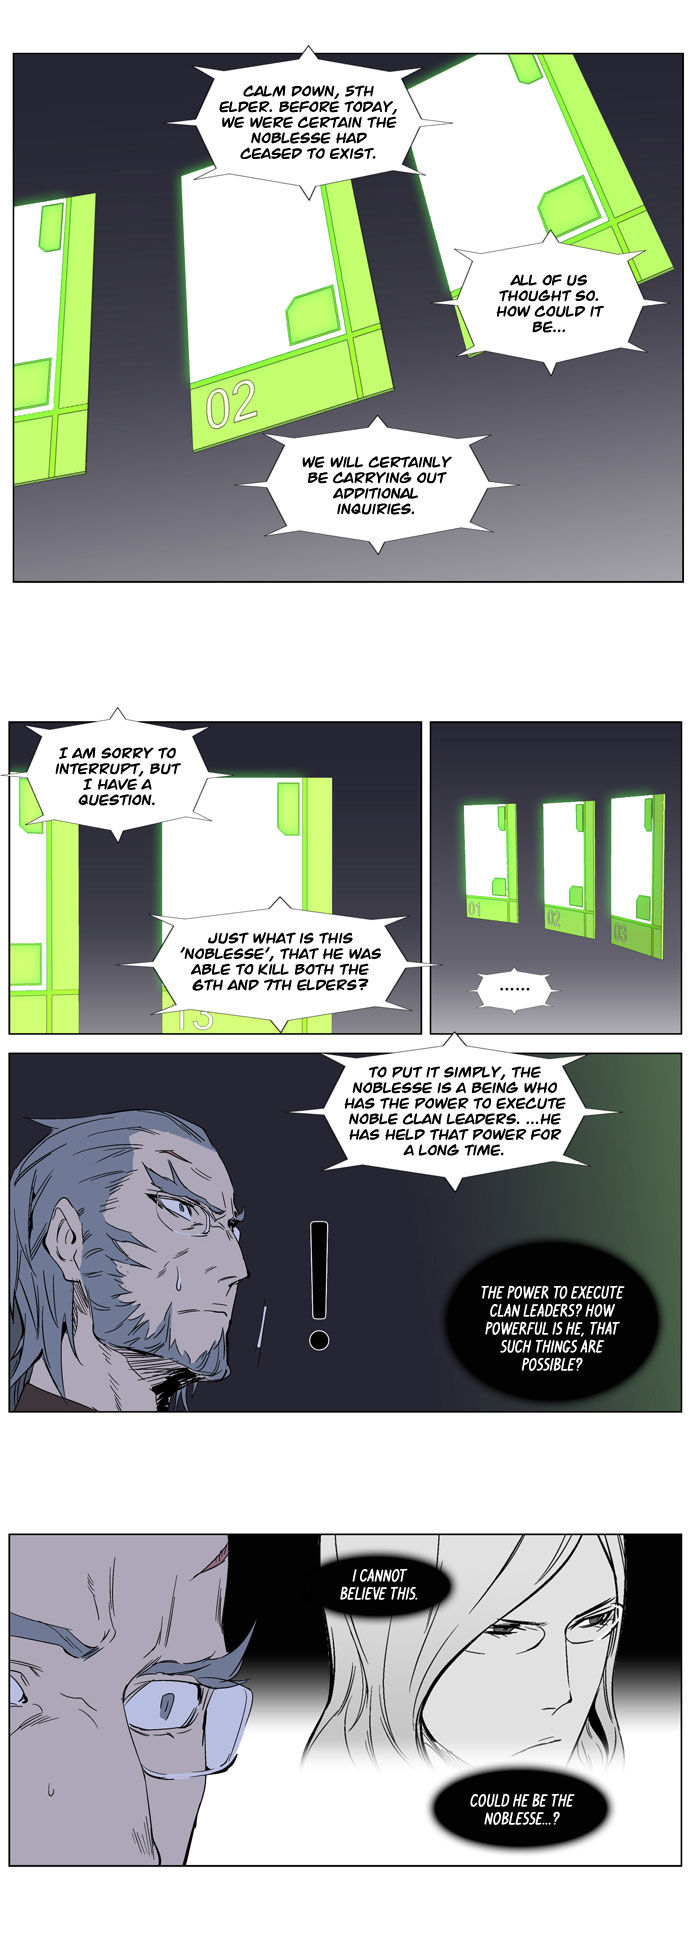 CALM DOWN, 5TH
ELDER. BEFORE TODAY,
WE WERE CERTAIN THE
NOBLESSE HAD
CEASED TO EXIST.
ALL OF US
THOUGHT SO.
HOW COULD IT
BE...
02
WE WILL CERTAINLY
BE CARRYING OUT
ADDITIONAL
INQUIRIES.
I AM SORRY TO
INTERRUPT, BUT
I HAVE A
QUESTION.
JUST WHAT IS THIS
'NOBLESSE', THAT HE WAS
ABLE TO KILL BOTH THE
6TH AND 7TH ELDERS?
13
01
02
03
......
TO PUT IT SIMPLY, THE
NOBLESSE IS A BEING WHO
HAS THE POWER TO EXECUTE
NOBLE CLAN LEADERS. ...HE
HAS HELD THAT POWER FOR
A LONG TIME.
!
THE POWER TO EXECUTE
CLAN LEADERS? HOW
POWERFUL IS HE, THAT
SUCH THINGS ARE
POSSIBLE?
I CANNOT
BELIEVE THIS.
COULD HE BE THE
NOBLESSE...?